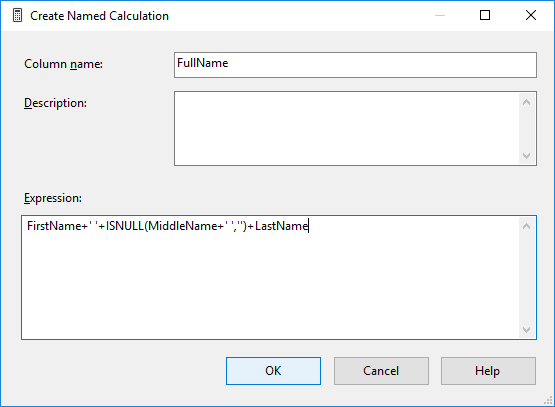 Create Named Calculation
Column name:
FullName
Description:
Expression:
FirstName+' '+ISNULL(MiddleName+' ','')+LastName
OK
Cancel
Help